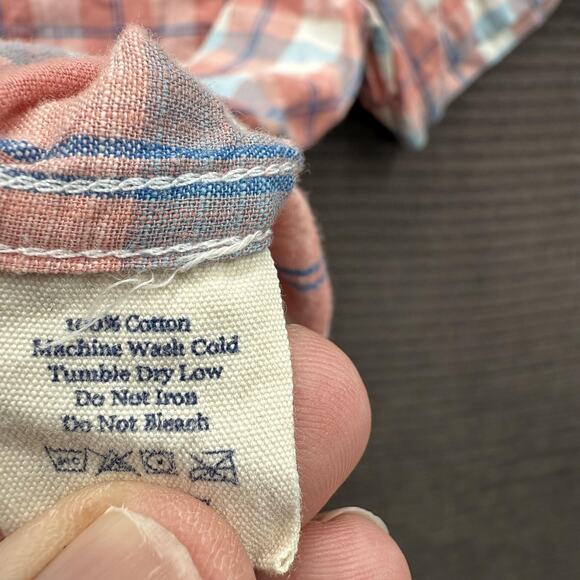 100% Cotton
Machine Wash Cold
Tumble Dry Low
Do Not Iron
Do Not Bleach